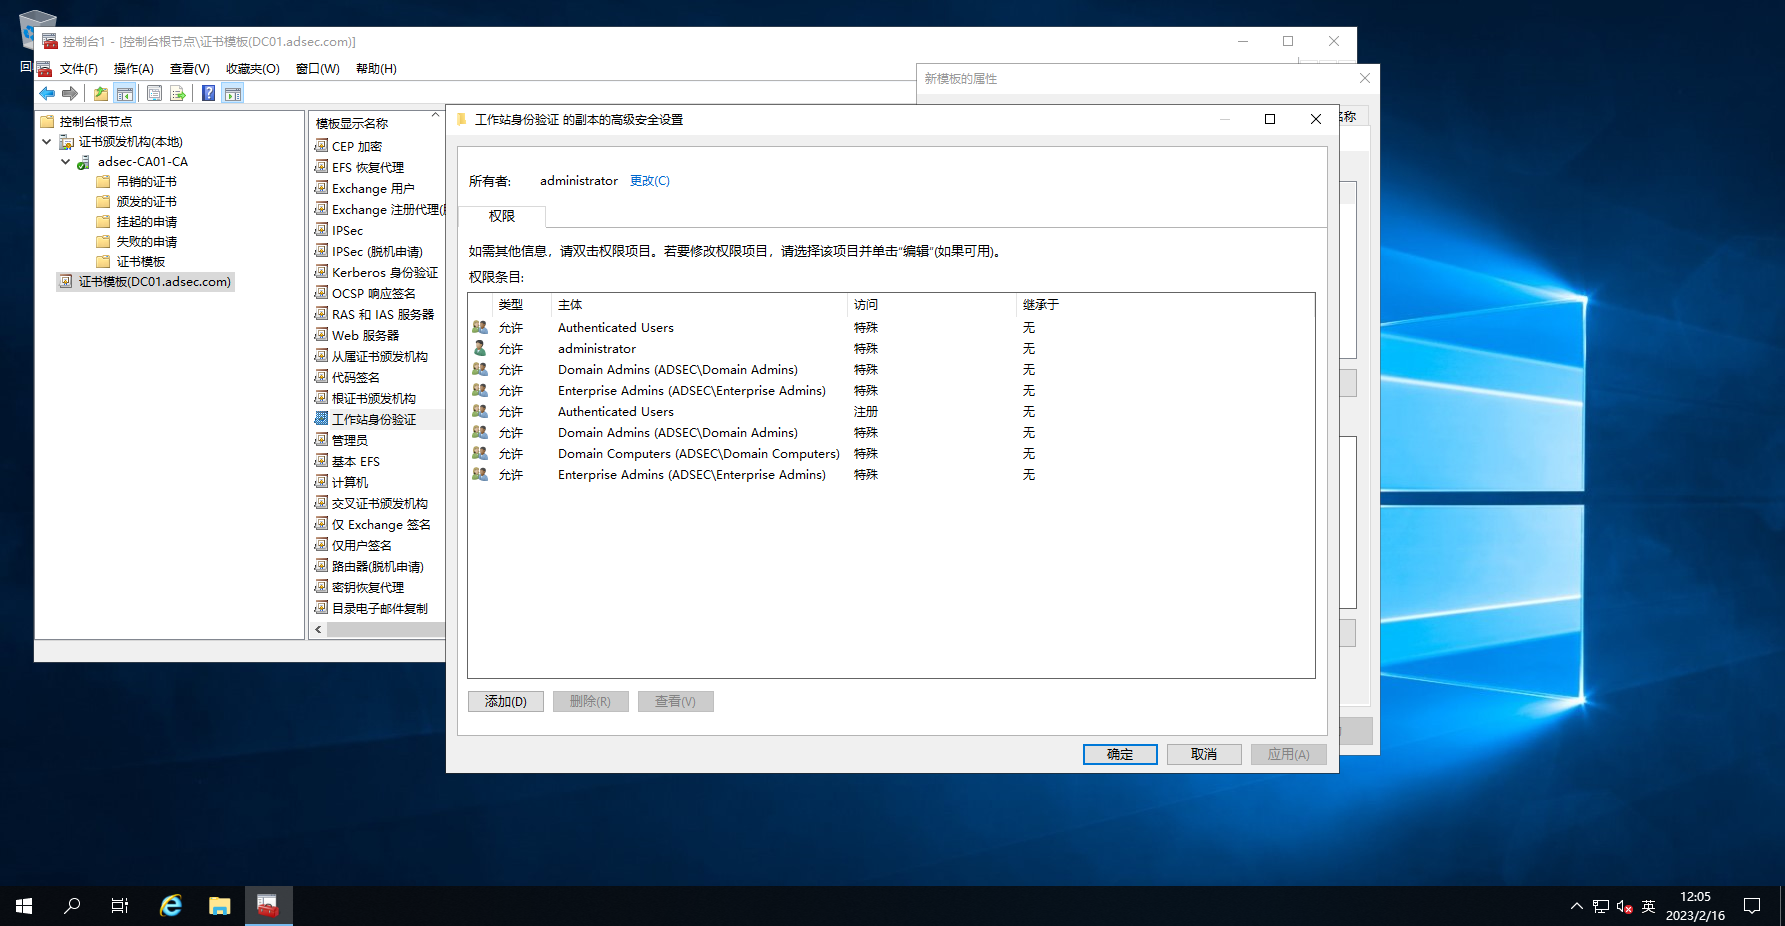 回
控制台1 - [控制台根节点\证书模板(DC01.adsec.com)]
文件(F) 操作(A) 查看(V) 收藏夹(O) 窗口(W) 帮助(H)
控制台根节点
证书颁发机构(本地)
adsec-CA01-CA
吊销的证书
颁发的证书
挂起的申请
失败的申请
证书模板
证书模板(DC01.adsec.com)
模板显示名称
CEP 加密
EFS 恢复代理
Exchange 用户
Exchange 注册代理(
IPSec
IPSec (脱机申请)
Kerberos 身份验证
OCSP 响应签名
RAS 和 IAS 服务器
Web 服务器
从属证书颁发机构
代码签名
根证书颁发机构
工作站身份验证
管理员
基本 EFS
计算机
交叉证书颁发机构
仅 Exchange 签名
仅用户签名
路由器(脱机申请)
密钥恢复代理
目录电子邮件复制
新模板的属性
名称
工作站身份验证 的副本的高级安全设置
所有者: administrator 更改(C)
权限
如需其他信息，请双击权限项目。若要修改权限项目，请选择该项目并单击“编辑”(如果可用)。
权限条目:
类型 主体 访问 继承于
允许 Authenticated Users 特殊 无
允许 administrator 特殊 无
允许 Domain Admins (ADSEC\Domain Admins) 特殊 无
允许 Enterprise Admins (ADSEC\Enterprise Admins) 特殊 无
允许 Authenticated Users 注册 无
允许 Domain Admins (ADSEC\Domain Admins) 特殊 无
允许 Domain Computers (ADSEC\Domain Computers) 特殊 无
允许 Enterprise Admins (ADSEC\Enterprise Admins) 特殊 无
添加(D) 删除(R) 查看(V)
确定 取消 应用(A)
英
12:05
2023/2/16